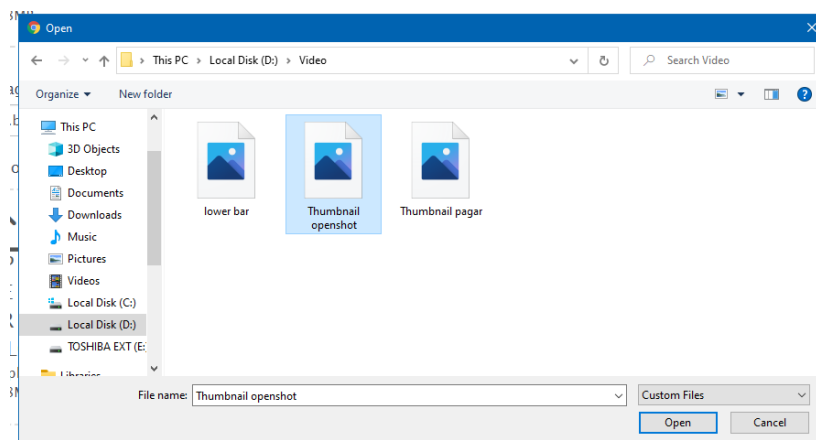 Open
This PC > Local Disk (D:) > Video
Search Video
Organize
New folder
This PC
3D Objects
Desktop
Documents
Downloads
Music
Pictures
Videos
Local Disk (C:)
Local Disk (D:)
TOSHIBA EXT (E:
Libraries
lower bar
Thumbnail
openshot
Thumbnail pagar
File name: Thumbnail openshot
Custom Files
Open
Cancel